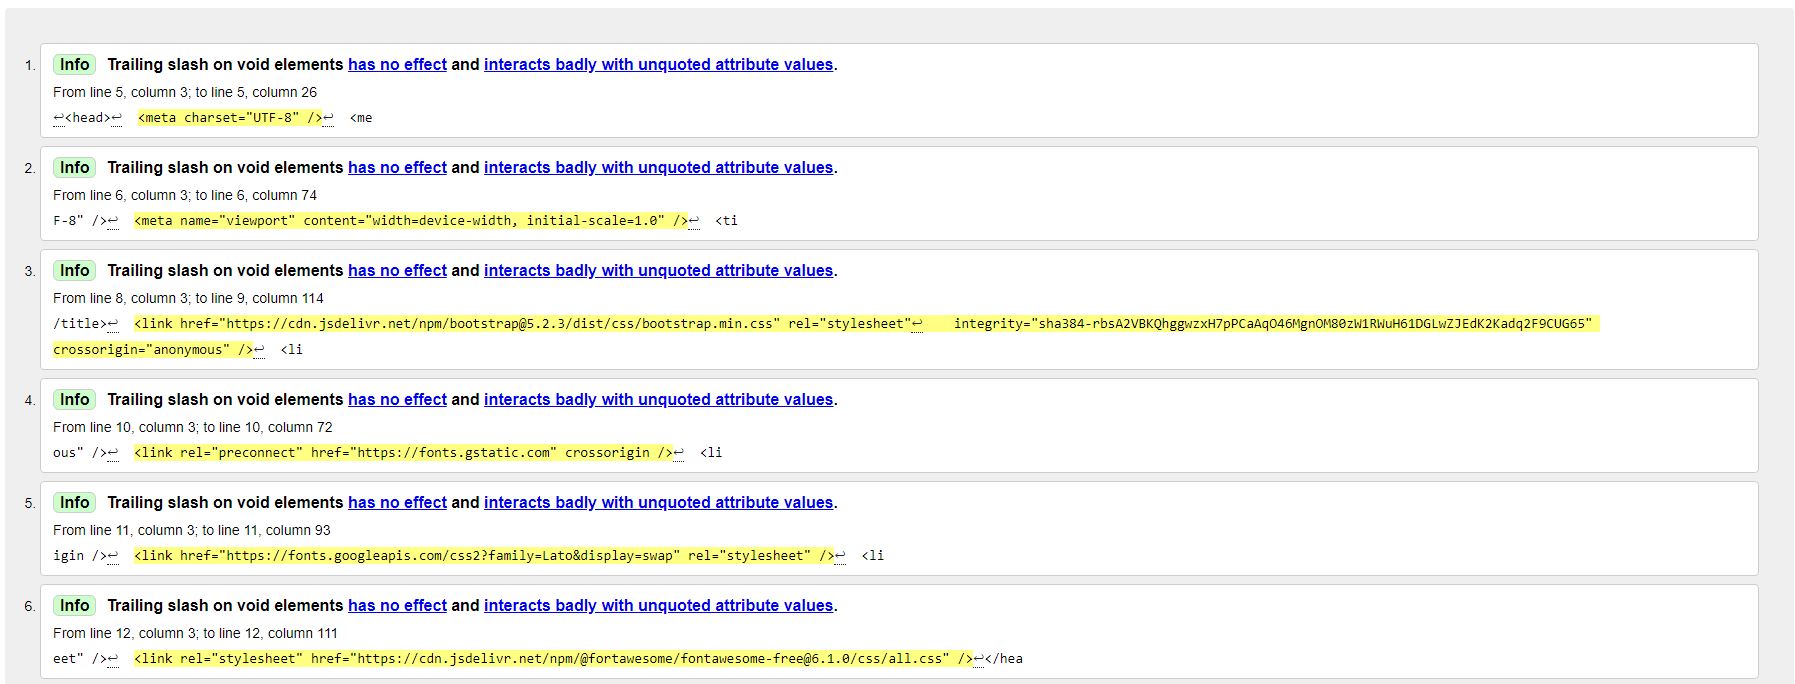 1. Info Trailing slash on void elements has no effect and interacts badly with unquoted attribute values.
From line 5, column 3; to line 5, column 26
↩<head>↩  <meta charset="UTF-8" />↩  <me
2. Info Trailing slash on void elements has no effect and interacts badly with unquoted attribute values.
From line 6, column 3; to line 6, column 74
F-8" />↩  <meta name="viewport" content="width=device-width, initial-scale=1.0" />↩  <ti
3. Info Trailing slash on void elements has no effect and interacts badly with unquoted attribute values.
From line 8, column 3; to line 9, column 114
/title>↩  <link href="https://cdn.jsdelivr.net/npm/bootstrap@5.2.3/dist/css/bootstrap.min.css" rel="stylesheet"↩    integrity="sha384-rbsA2VBKQhggwzxH7pPCaAqO46MgnOM80zW1RWuH61DGLwZJEdK2Kadq2F9CUG65"
crossorigin="anonymous" />↩  <li
4. Info Trailing slash on void elements has no effect and interacts badly with unquoted attribute values.
From line 10, column 3; to line 10, column 72
ous" />↩  <link rel="preconnect" href="https://fonts.gstatic.com" crossorigin />↩  <li
5. Info Trailing slash on void elements has no effect and interacts badly with unquoted attribute values.
From line 11, column 3; to line 11, column 93
igin />↩  <link href="https://fonts.googleapis.com/css2?family=Lato&display=swap" rel="stylesheet" />↩  <li
6. Info Trailing slash on void elements has no effect and interacts badly with unquoted attribute values.
From line 12, column 3; to line 12, column 111
eet" />↩  <link rel="stylesheet" href="https://cdn.jsdelivr.net/npm/@fortawesome/fontawesome-free@6.1.0/css/all.css" />↩</hea